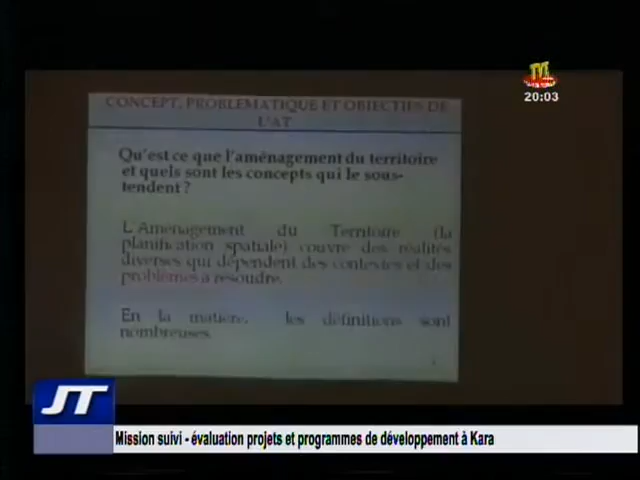 20:03
CONCEPT, PROBLEMATIQUE ET OBJECTIFS DE
L'AT
Qu'est ce que l'aménagement du territoire
et quels sont les concepts qui le sous-
tendent ?
L'Aménagement du Territoire (la
planification spatiale) couvre des réalités
diverses qui dépendent des contextes et des
problèmes à résoudre.
En la matière, les définitions sont
nombreuses.
JT
Mission suivi - évaluation projets et programmes de développement à Kara